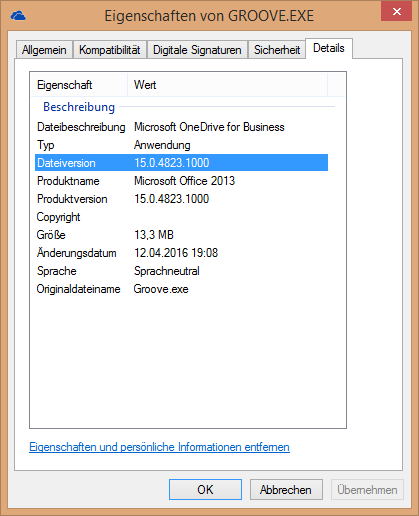 Eigenschaften von GROOVE.EXE
Allgemein Kompatibilität Digitale Signaturen Sicherheit Details
Eigenschaft Wert
Beschreibung
Dateibeschreibung Microsoft OneDrive for Business
Typ Anwendung
Dateiversion 15.0.4823.1000
Produktname Microsoft Office 2013
Produktversion 15.0.4823.1000
Copyright
Größe 13,3 MB
Änderungsdatum 12.04.2016 19:08
Sprache Sprachneutral
Originaldateiname Groove.exe
Eigenschaften und persönliche Informationen entfernen
OK Abbrechen Übernehmen